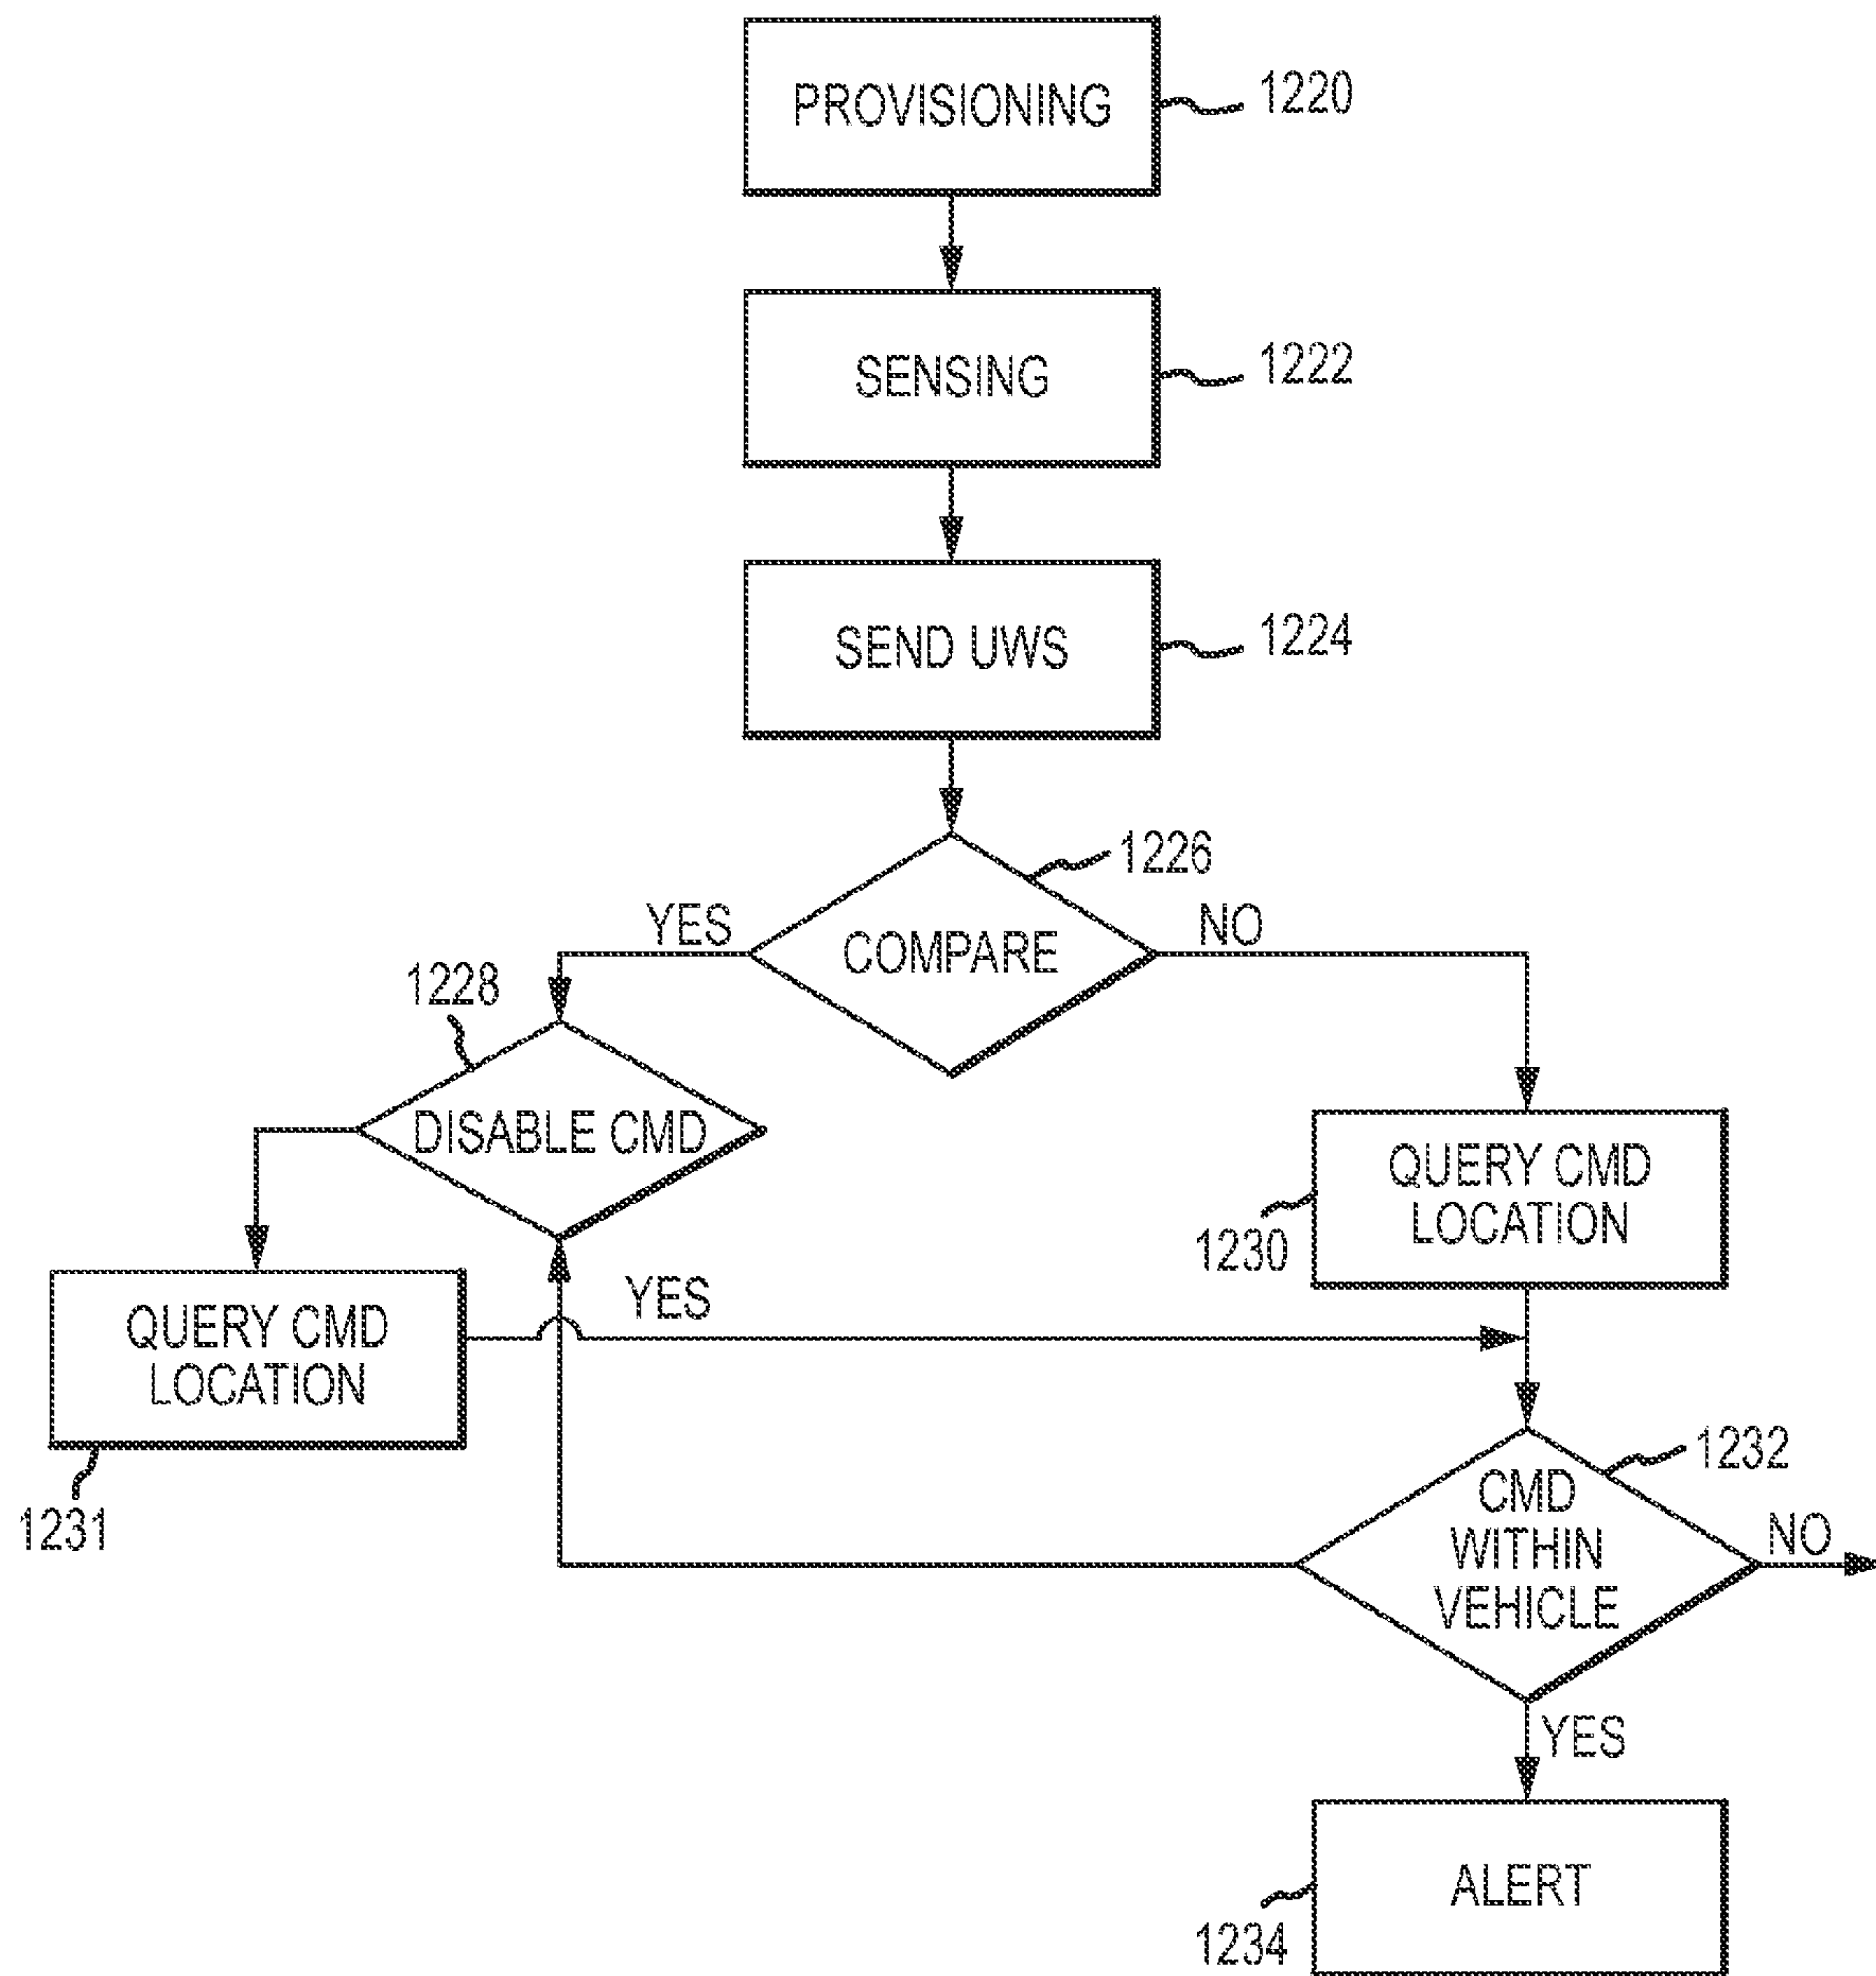 PROVISIONING
1220
SENSING
1222
SEND UWS
1224
1226
YES
COMPARE
NO
1228
DISABLE CMD
QUERY CMD
LOCATION
1230
YES
QUERY CMD
LOCATION
1231
1232
CMD
WITHIN
VEHICLE
NO
YES
ALERT
1234